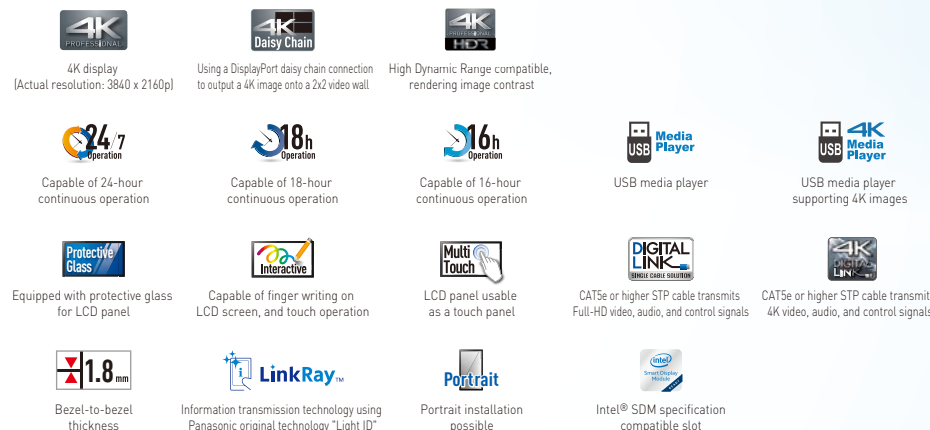 4K
PROFESSIONAL
4K display
(Actual resolution: 3840 x 2160p)
4K
Daisy Chain
Using a DisplayPort daisy chain connection
to output a 4K image onto a 2x2 video wall
4K
PROFESSIONAL
HDR
High Dynamic Range compatible,
rendering image contrast
24/7
Operation
Capable of 24-hour
continuous operation
18h
Operation
Capable of 18-hour
continuous operation
16h
Operation
Capable of 16-hour
continuous operation
USB Media
Player
USB media player
USB 4K
Media
Player
USB media player
supporting 4K images
Protective
Glass
Equipped with protective glass
for LCD panel
Interactive
Capable of finger writing on
LCD screen, and touch operation
Multi
Touch
LCD panel usable
as a touch panel
DIGITAL
LINK
SINGLE CABLE SOLUTION
CAT5e or higher STP cable transmits
Full-HD video, audio, and control signals
4K
DIGITAL
LINK
CAT5e or higher STP cable transmit
4K video, audio, and control signals
1.8 mm
Bezel-to-bezel
thickness
LinkRay™
Information transmission technology using
Panasonic original technology "Light ID"
Portrait
Portrait installation
possible
intel
Smart Display
Module
Intel® SDM specification
compatible slot